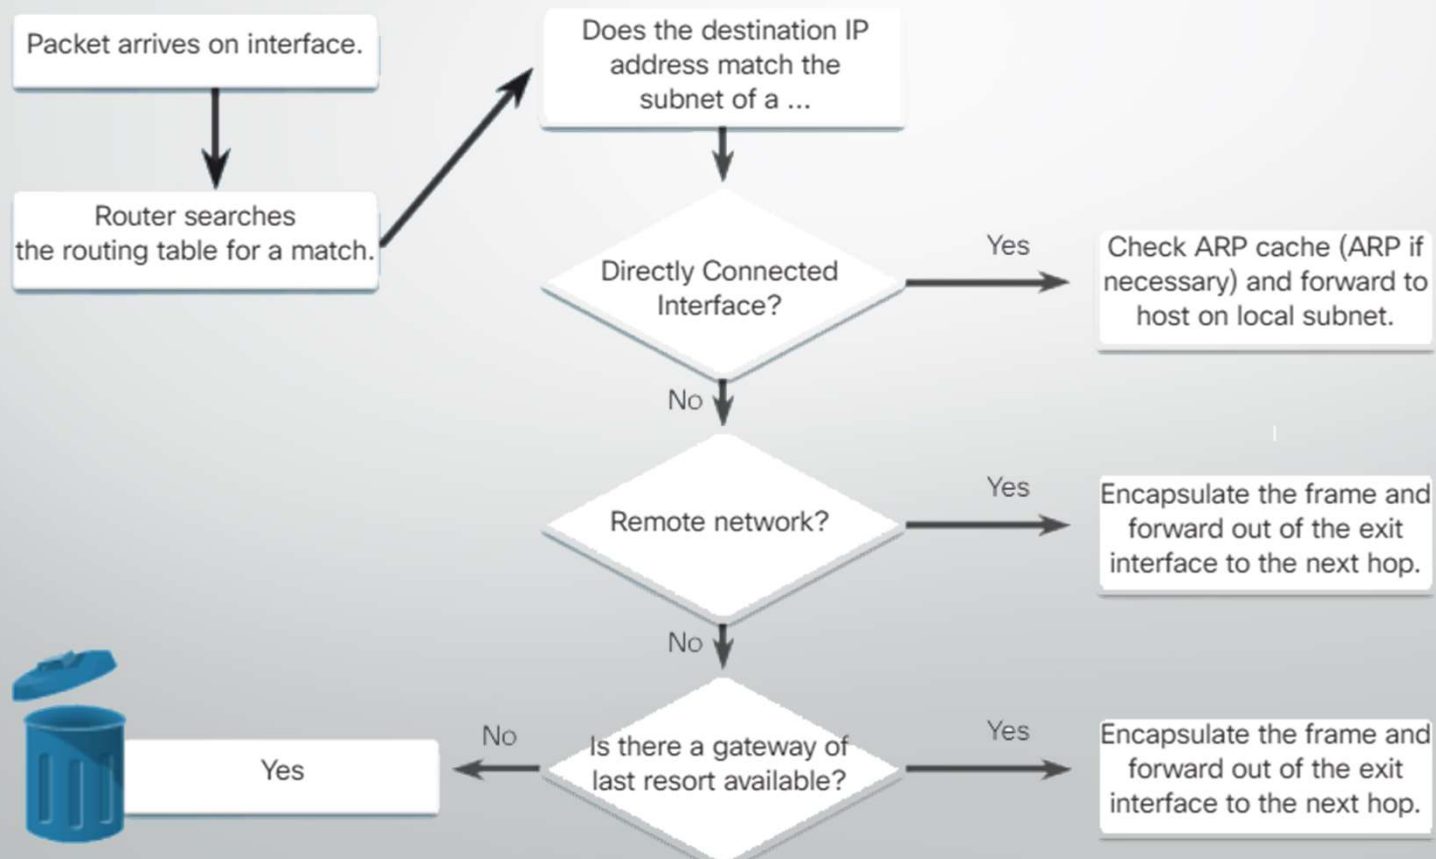 Packet arrives on interface.
Router searches
the routing table for a match.
Does the destination IP
address match the
subnet of a ...
Directly Connected
Interface?
Yes
Check ARP cache (ARP if
necessary) and forward to
host on local subnet.
No
Remote network?
Yes
Encapsulate the frame and
forward out of the exit
interface to the next hop.
No
Is there a gateway of
last resort available?
Yes
Encapsulate the frame and
forward out of the exit
interface to the next hop.
No
Yes